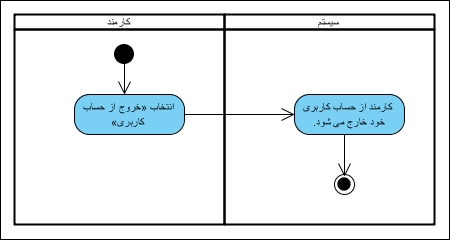 کارمند
سیستم
انتخاب «خروج از حساب
کاربری»
کارمند از حساب کاربری
خود خارج می شود.